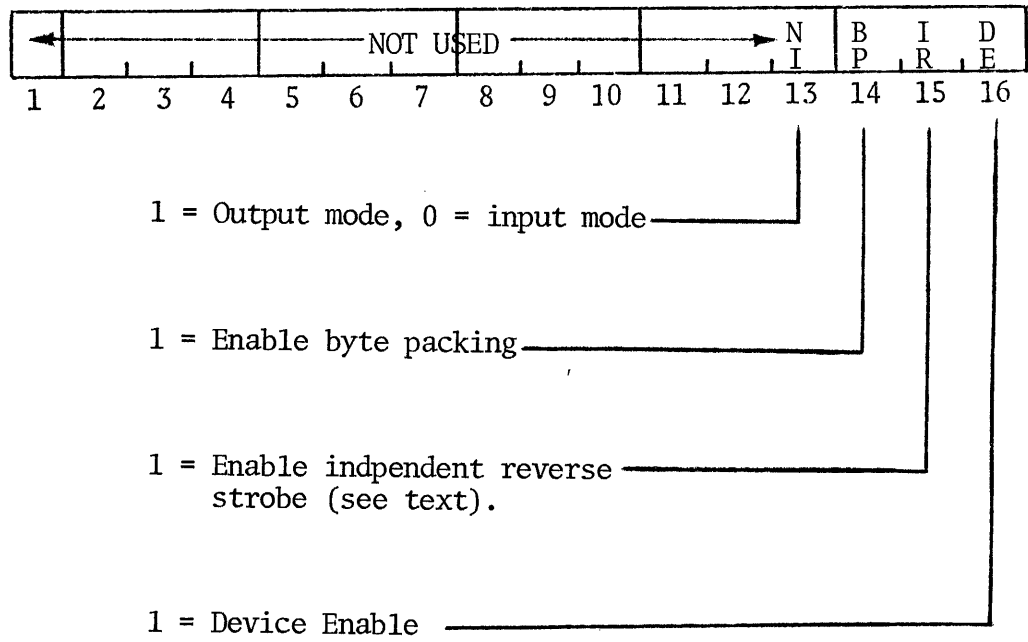 NOT USED
N B I D
I P R E
1 2 3 4 5 6 7 8 9 10 11 12 13 14 15 16
1 = Output mode, 0 = input mode
1 = Enable byte packing
1 = Enable indpendent reverse
strobe (see text).
1 = Device Enable